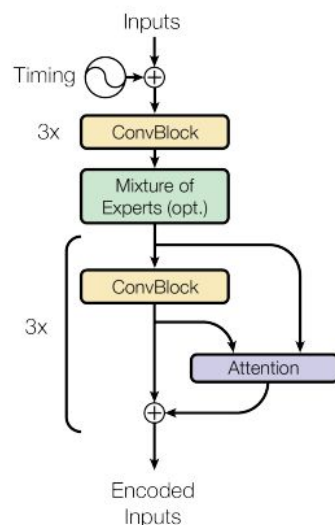 Inputs
Timing
3x
ConvBlock
Mixture of
Experts (opt.)
ConvBlock
3x
Attention
Encoded
Inputs